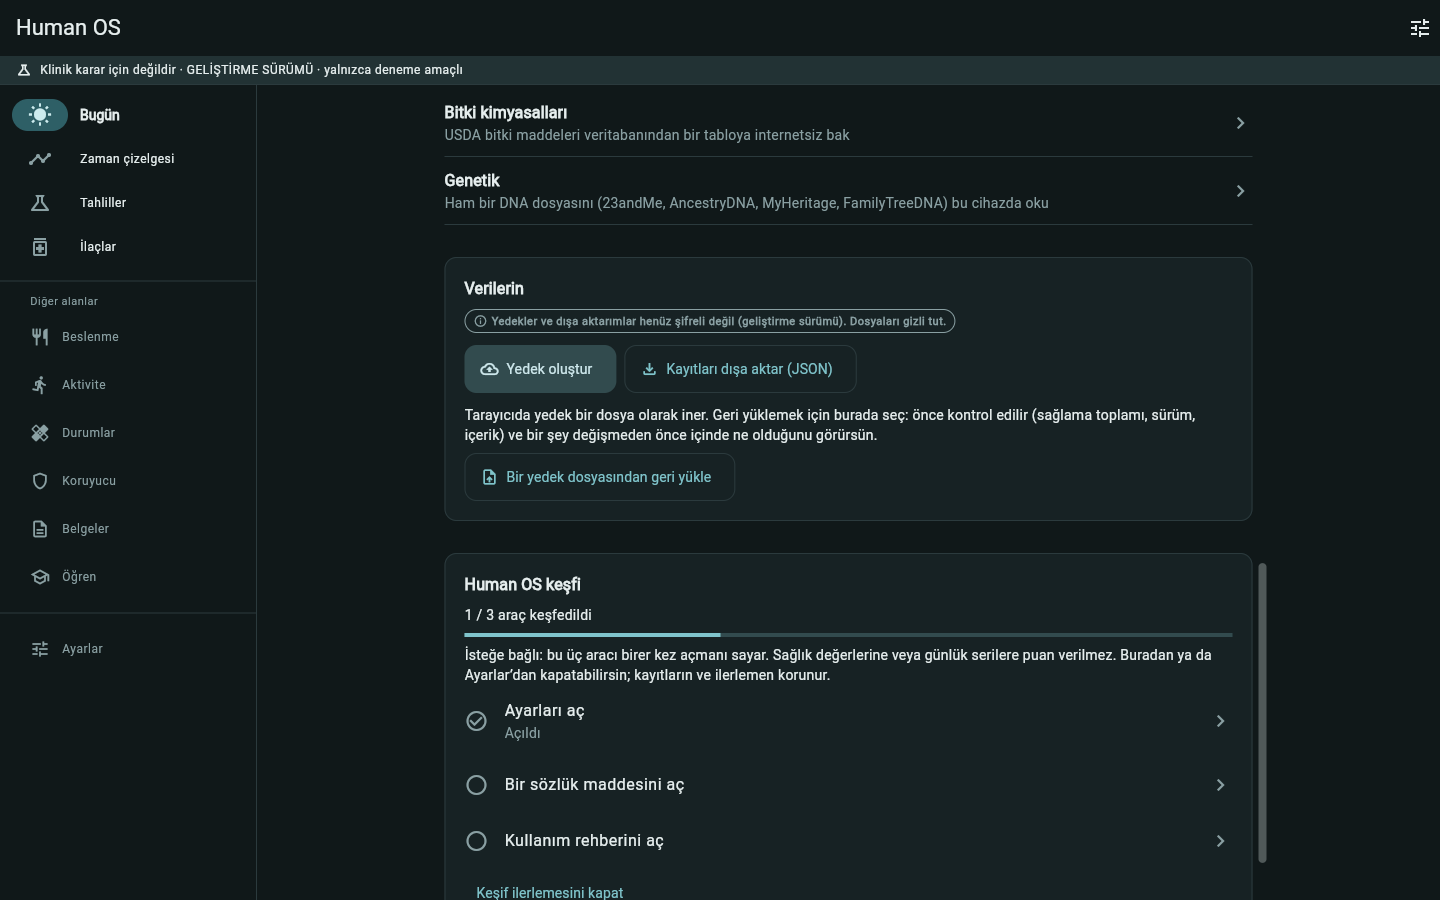 Human OS
Klinik karar için değildir · GELİŞTİRME SÜRÜMÜ · yalnızca deneme amaçlı
Bugün
Zaman çizelgesi
Tahliller
İlaçlar
Diğer alanlar
Beslenme
Aktivite
Durumlar
Koruyucu
Belgeler
Öğren
Ayarlar
Bitki kimyasalları
USDA bitki maddeleri veritabanından bir tabloya internetsiz bak
Genetik
Ham bir DNA dosyasını (23andMe, AncestryDNA, MyHeritage, FamilyTreeDNA) bu cihazda oku
Verilerin
Yedekler ve dışa aktarımlar henüz şifreli değil (geliştirme sürümü). Dosyaları gizli tut.
Yedek oluştur
Kayıtları dışa aktar (JSON)
Tarayıcıda yedek bir dosya olarak iner. Geri yüklemek için burada seç: önce kontrol edilir (sağlama toplamı, sürüm,
içerik) ve bir şey değişmeden önce içinde ne olduğunu görürsün.
Bir yedek dosyasından geri yükle
Human OS keşfi
1 / 3 araç keşfedildi
İsteğe bağlı: bu üç aracı birer kez açmanı sayar. Sağlık değerlerine veya günlük serilere puan verilmez. Buradan ya da
Ayarlar’dan kapatabilirsin; kayıtların ve ilerlemen korunur.
Ayarları aç
Açıldı
Bir sözlük maddesini aç
Kullanım rehberini aç
Keşif ilerlemesini kapat